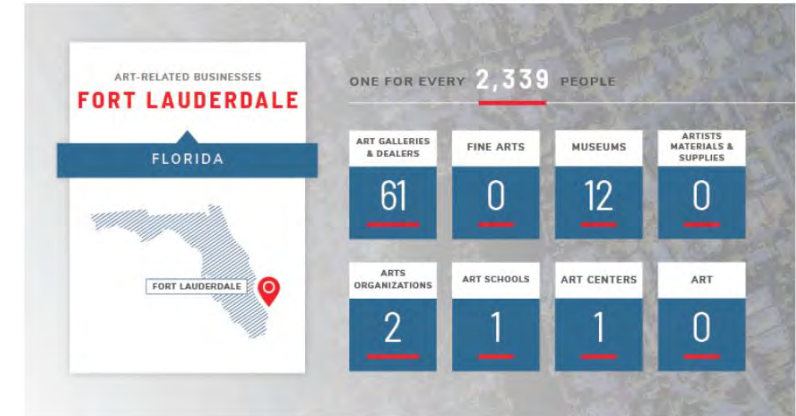 ART-RELATED BUSINESSES
FORT LAUDERDALE
FLORIDA
FORT LAUDERDALE
ONE FOR EVERY 2,339 PEOPLE
ART GALLERIES
& DEALERS
61
FINE ARTS
0
MUSEUMS
12
ARTISTS
MATERIALS &
SUPPLIES
0
ARTS
ORGANIZATIONS
2
ART SCHOOLS
1
ART CENTERS
1
ART
0